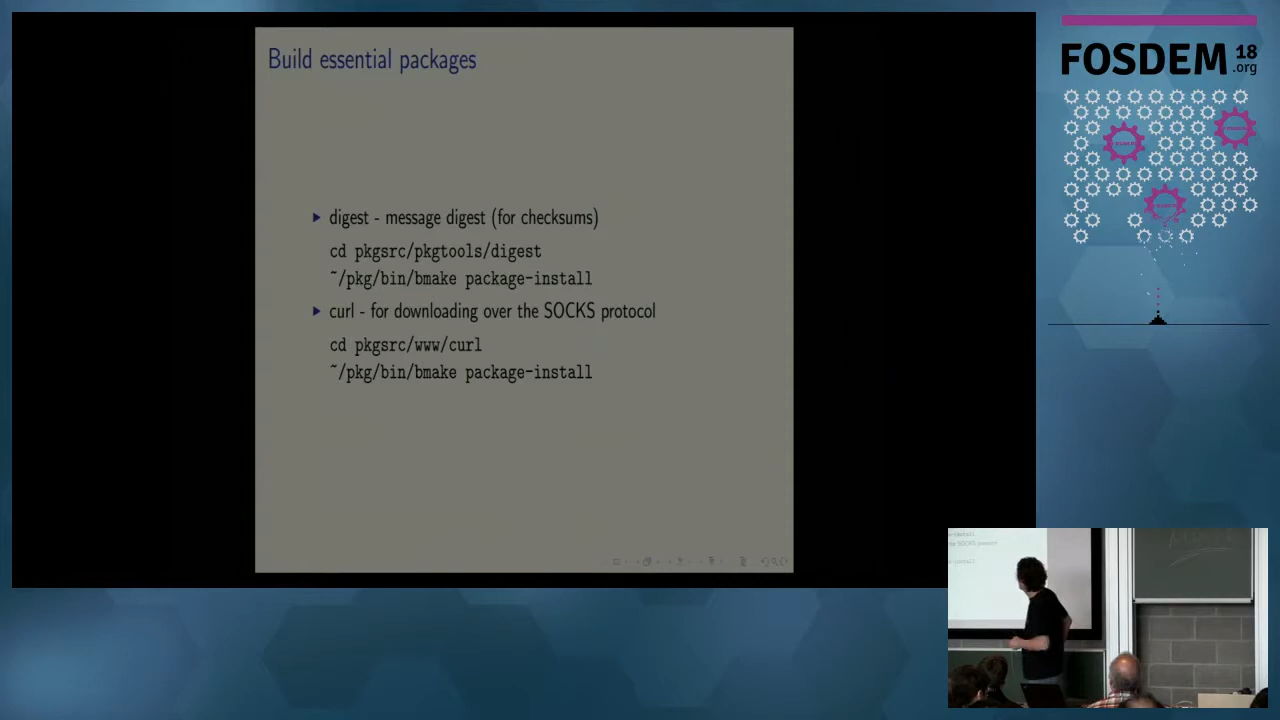 Build essential packages
▶ digest - message digest (for checksums)
cd pkgsrc/pkgtools/digest
~/pkg/bin/bmake package-install
▶ curl - for downloading over the SOCKS protocol
cd pkgsrc/www/curl
~/pkg/bin/bmake package-install
FOSDEM 18
.org